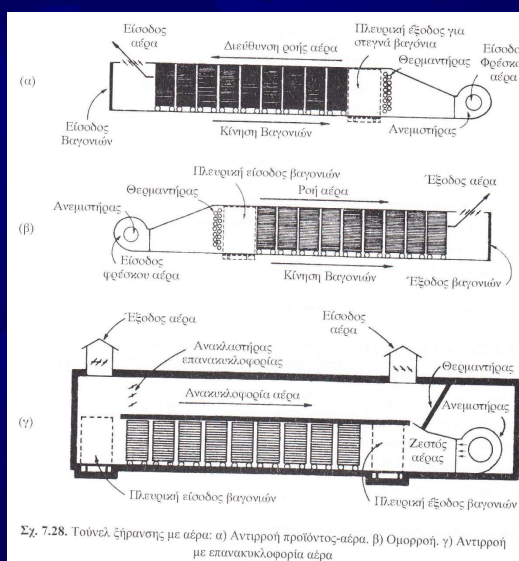 Είσοδος
αέρα
Διεύθυνση ροής αέρα
Πλευρική έξοδος για
στεγνά βαγόνια
Θερμαντήρας
Είσοδο
Φρέσκο
αέρα
(α)
Είσοδος
Βαγονιών
Κίνηση Βαγονιών
Ανεμιστήρας
Πλευρική είσοδος βαγονιών
Θερμαντήρας
Ροή αέρα
Έξοδος αέρα
Ανεμιστήρας
(β)
Είσοδος
φρέσκου αέρα
Κίνηση Βαγονιών
Έξοδος βαγονιών
Έξοδος αέρα
Είσοδος
αέρα
Ανακλαστήρας
επανακυκλοφορίας
Θερμαντήρας
Ανακυκλοφορία αέρα
Ανεμιστήρας
(γ)
Ζεστός
αέρας
Πλευρική είσοδος βαγονιών
Πλευρική έξοδος βαγονιών
Σχ. 7.28. Τούνελ ξήρανσης με αέρα: α) Αντιρροή προϊόντος-αέρα. β) Ομορροή. γ) Αντιρροή
με επανακυκλοφορία αέρα